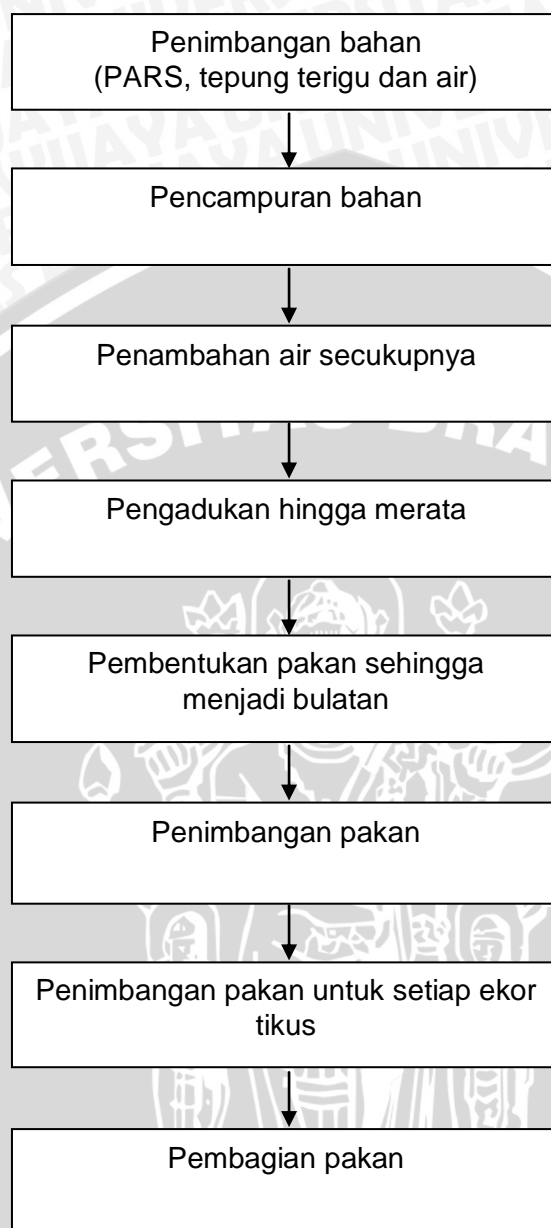 Penimbangan bahan
(PARS, tepung terigu dan air)
Pencampuran bahan
Penambahan air secukupnya
Pengadukan hingga merata
Pembentukan pakan sehingga
menjadi bulatan
Penimbangan pakan
Penimbangan pakan untuk setiap ekor
tikus
Pembagian pakan